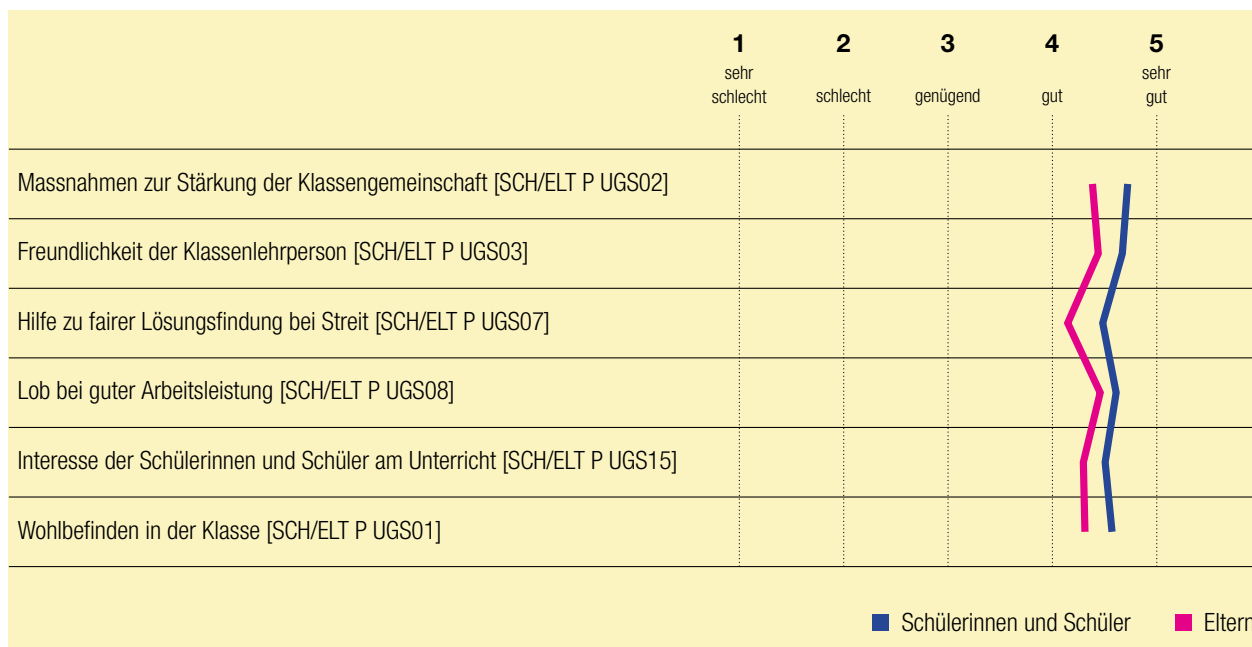 1 2 3 4 5
sehr sehr
schlecht schlecht genügend gut gut
Massnahmen zur Stärkung der Klassengemeinschaft [SCH/ELT P UGS02]
Freundlichkeit der Klassenlehrperson [SCH/ELT P UGS03]
Hilfe zu fairer Lösungsfindung bei Streit [SCH/ELT P UGS07]
Lob bei guter Arbeitsleistung [SCH/ELT P UGS08]
Interesse der Schülerinnen und Schüler am Unterricht [SCH/ELT P UGS15]
Wohlbefinden in der Klasse [SCH/ELT P UGS01]
Schülerinnen und Schüler Eltern